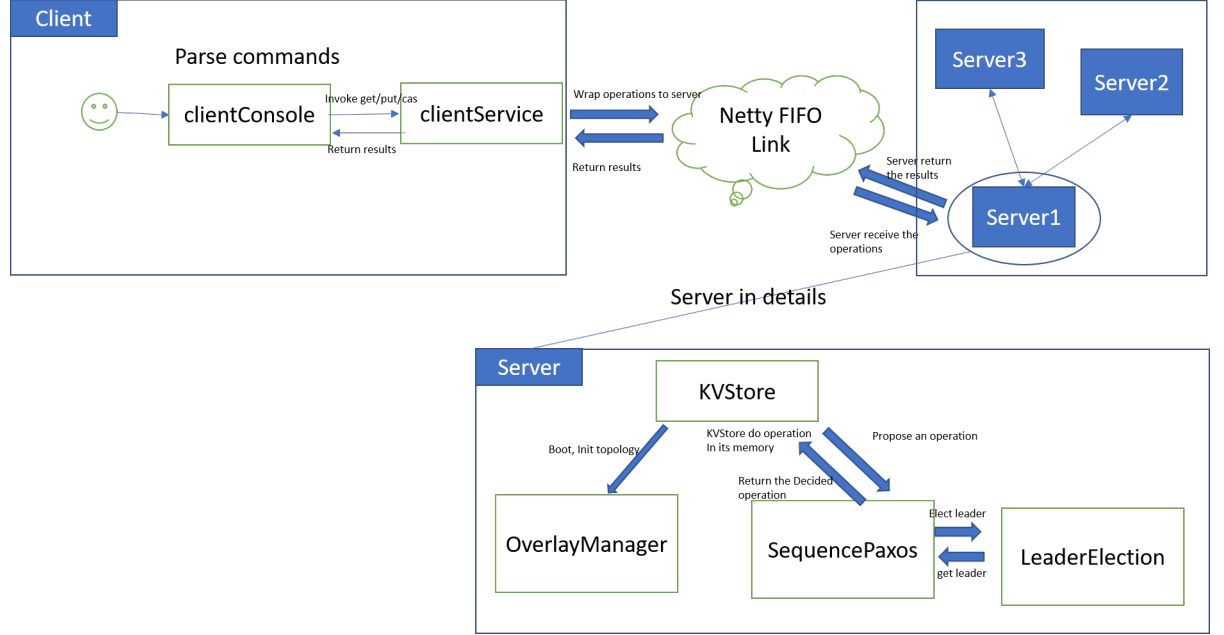 Client
Parse commands
clientConsole
Invoke get/put/cas
Return results
clientService
Wrap operations to server
Return results
Netty FIFO
Link
Server return
the results
Server receive the
operations
Server3
Server2
Server1
Server in details
Server
KVStore
Boot, Init topology
KVStore do operation
In its memory
Propose an operation
Return the Decided
operation
OverlayManager
SequencePaxos
Elect leader
get leader
LeaderElection